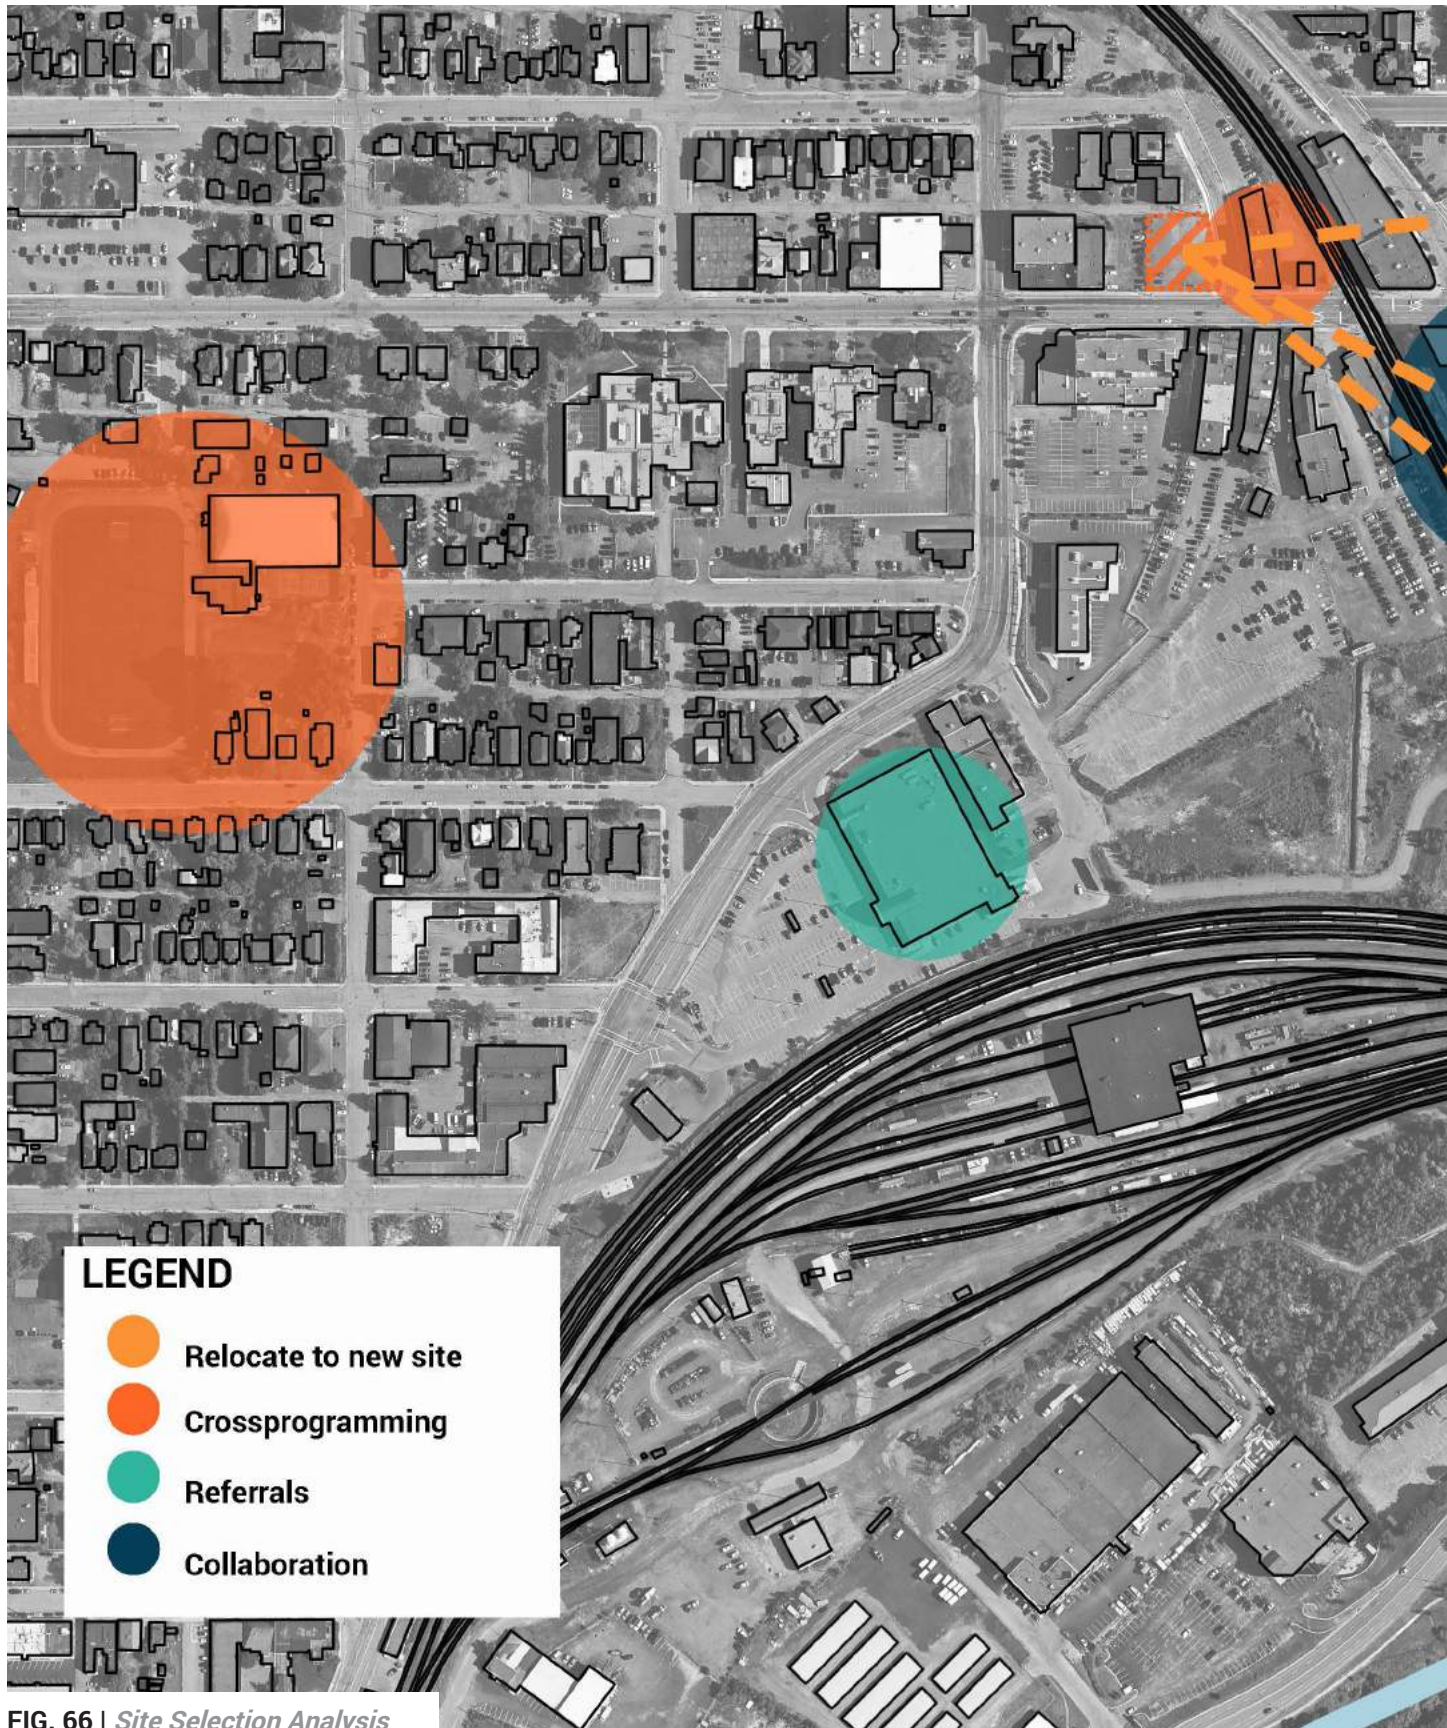 LEGEND
Relocate to new site
Crossprogramming
Referrals
Collaboration
FIG. 66 | Site Selection Analysis